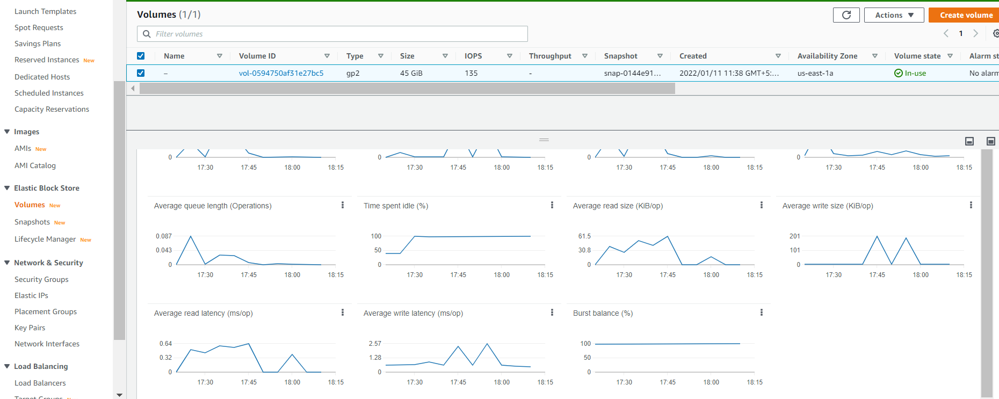 Launch Templates
Spot Requests
Savings Plans
Reserved Instances New
Dedicated Hosts
Scheduled Instances
Capacity Reservations
Images
AMIs New
AMI Catalog
Elastic Block Store
Volumes New
Snapshots New
Lifecycle Manager New
Network & Security
Security Groups
Elastic IPs
Placement Groups
Key Pairs
Network Interfaces
Load Balancing
Load Balancers
Target Groups
Volumes (1/1)
Actions
Create volume
Filter volumes
1
Name Volume ID Type Size IOPS Throughput Snapshot Created Availability Zone Volume state Alarm st
– vol-0594750af31e27bc5 gp2 45 GiB 135 - snap-0144e91... 2022/01/11 11:38 GMT+5:... us-east-1a In-use No alarm
0 0 0 0
17:30 17:45 18:00 18:15 17:30 17:45 18:00 18:15 17:30 17:45 18:00 18:15 17:30 17:45 18:00 18:15
Average queue length (Operations) Time spent idle (%) Average read size (KiB/op) Average write size (KiB/op)
0.087 100 61.5 201
0.043 50 30.8 101
0 0 0 0
17:30 17:45 18:00 18:15 17:30 17:45 18:00 18:15 17:30 17:45 18:00 18:15 17:30 17:45 18:00 18:15
Average read latency (ms/op) Average write latency (ms/op) Burst balance (%)
0.64 2.57 100
0.32 1.28 50
0 0 0
17:30 17:45 18:00 18:15 17:30 17:45 18:00 18:15 17:30 17:45 18:00 18:15